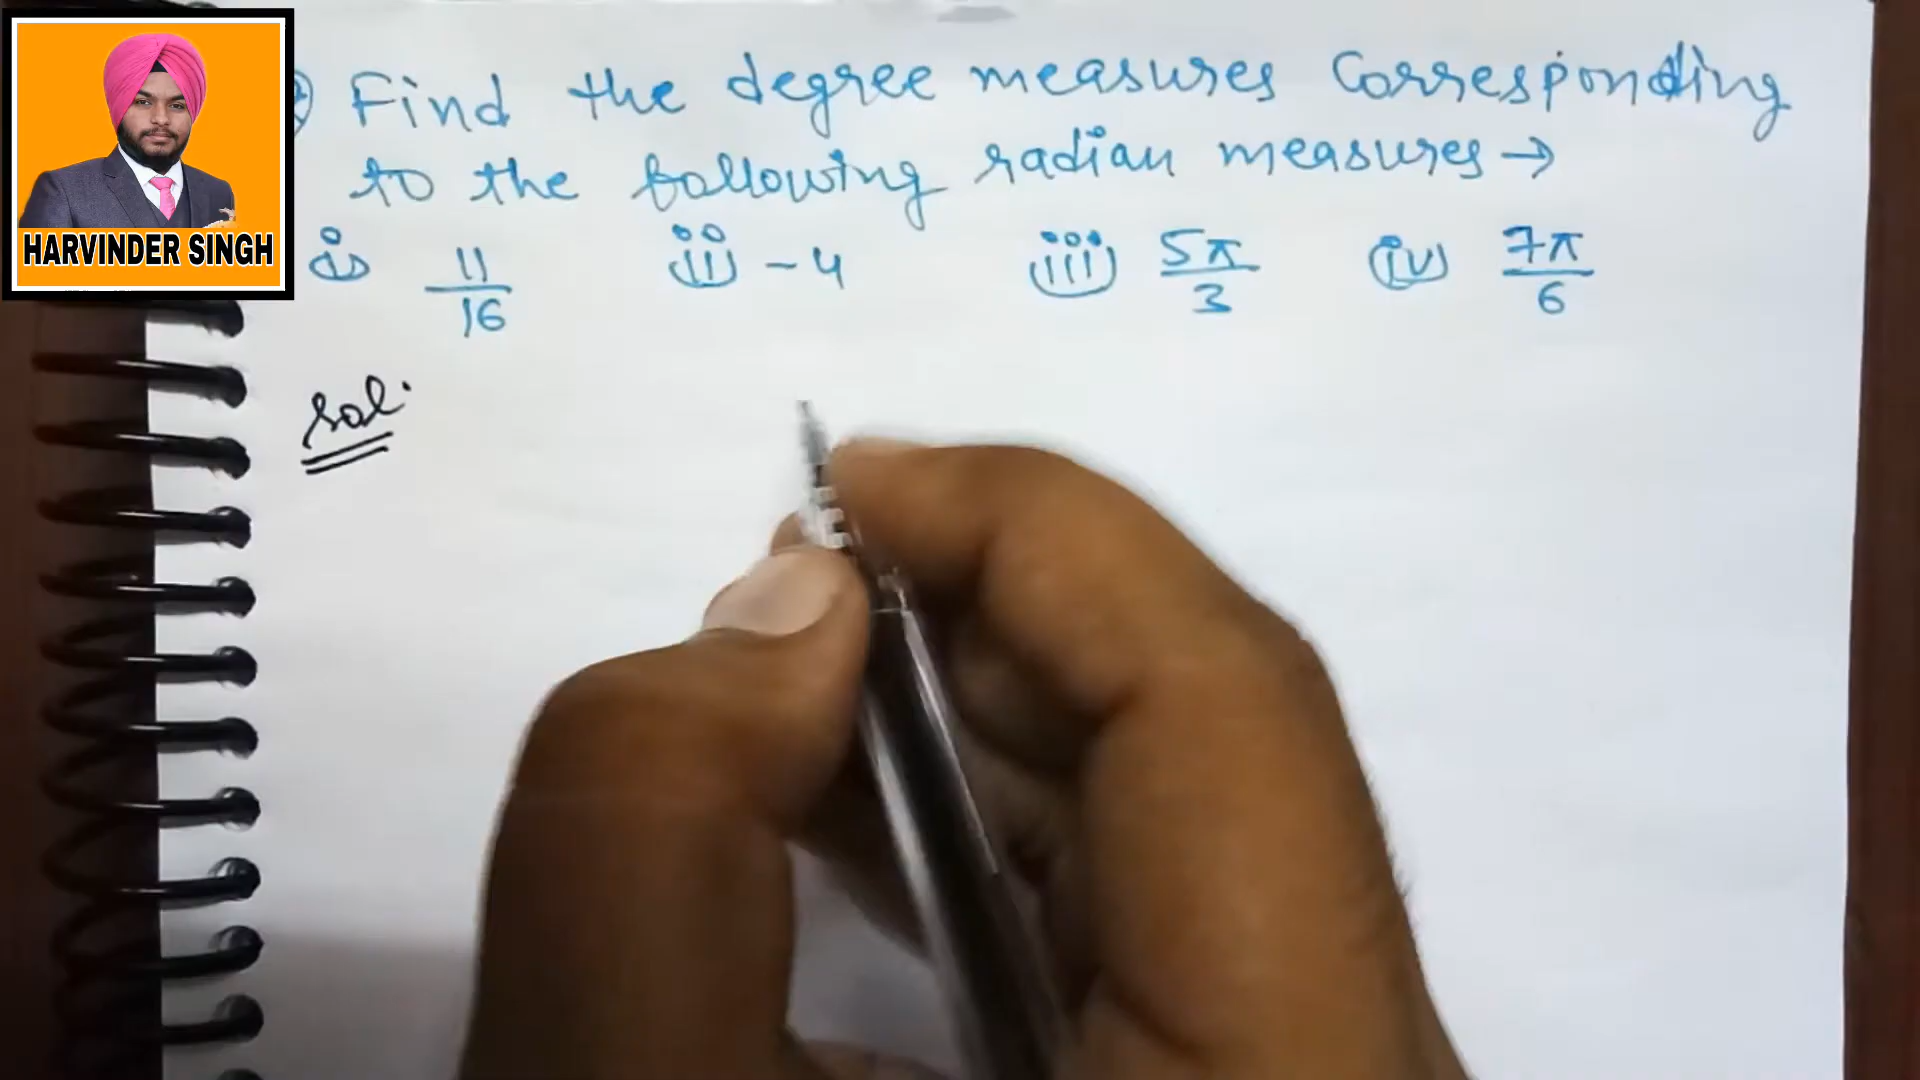 Find the degree measures Corresponding
to the following radian measures →
(i) 11/16 (ii) -4 (iii) 5π/3 (iv) 7π/6
Sol.
HARVINDER SINGH